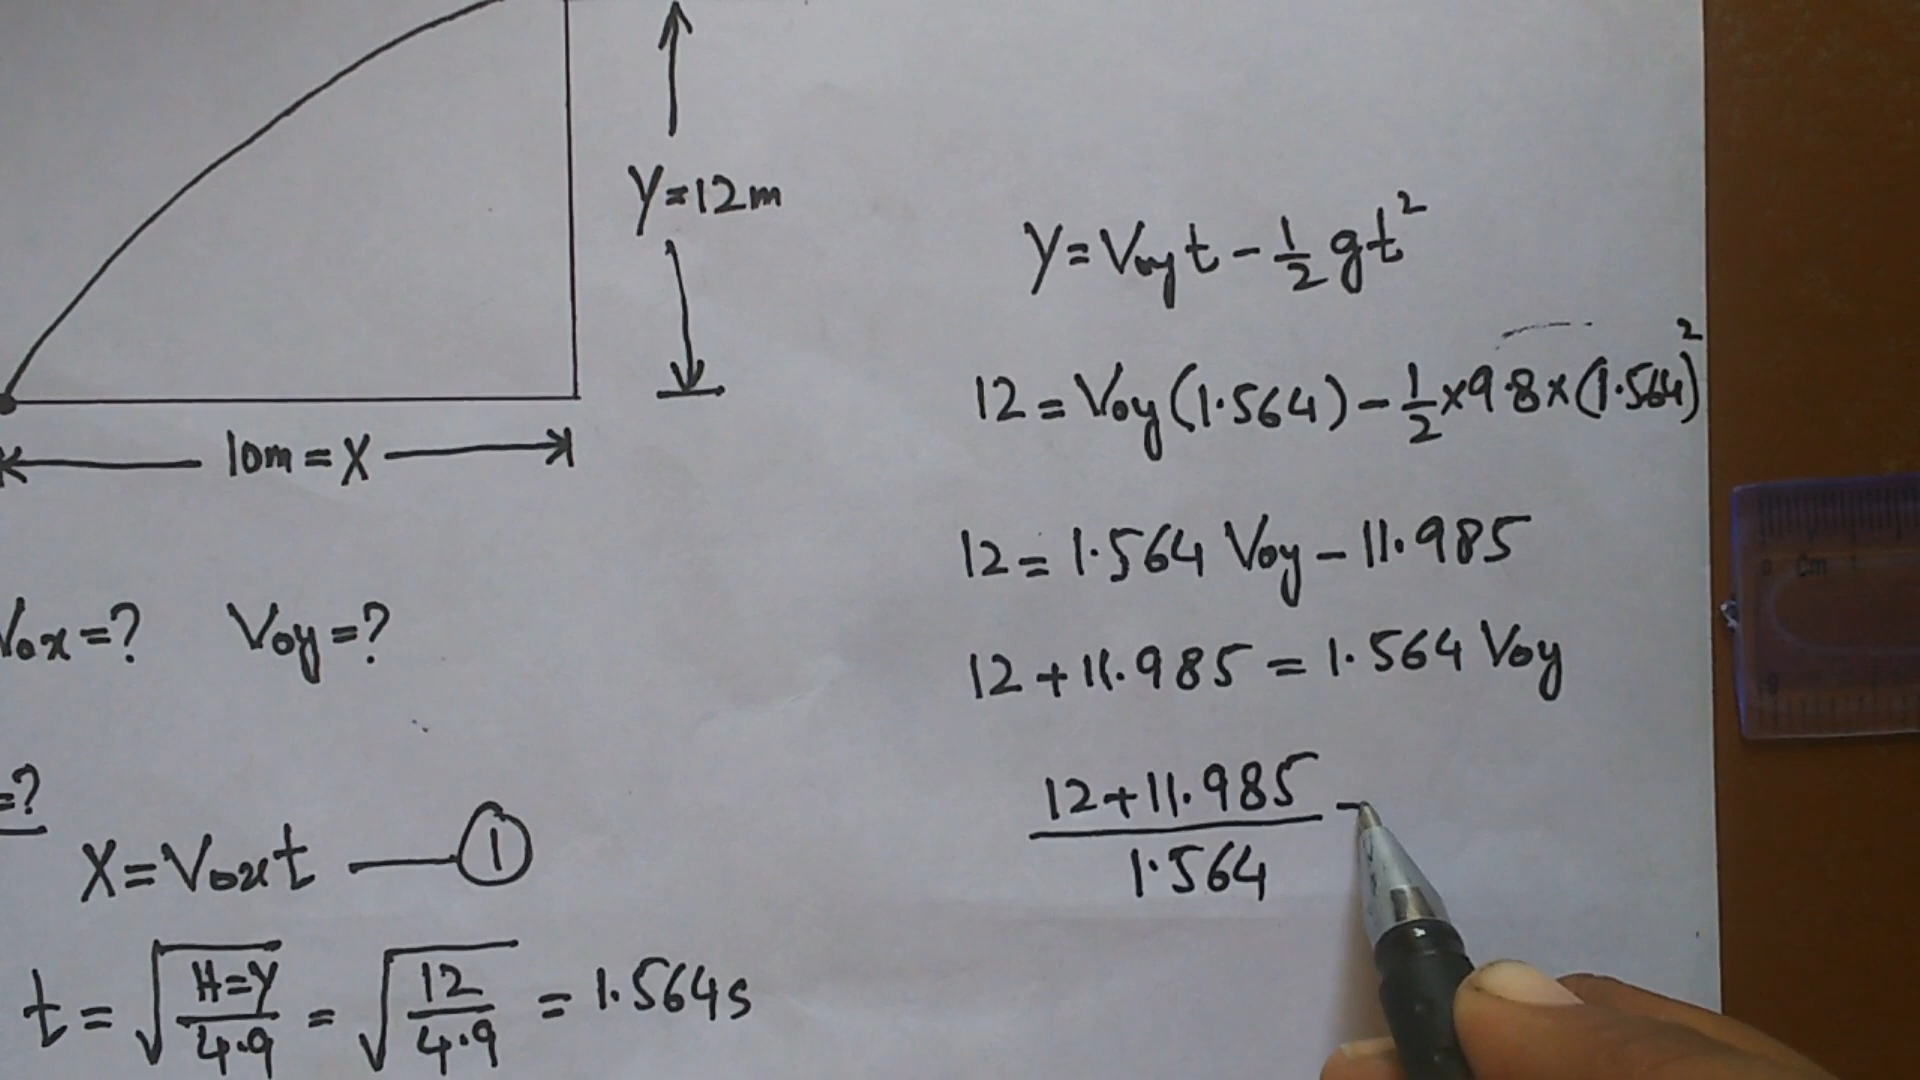 Y=12m
10m=X
Vox=? Voy=?
=?
X=Voxt — 1
t = √H=Y/4.9 = √12/4.9 = 1.564s
Y=Voyt-1/2gt²
12=Voy(1.564)-1/2×9.8×(1.564)²
12=1.564 Voy-11.985
12+11.985=1.564 Voy
12+11.985
1.564
Cm